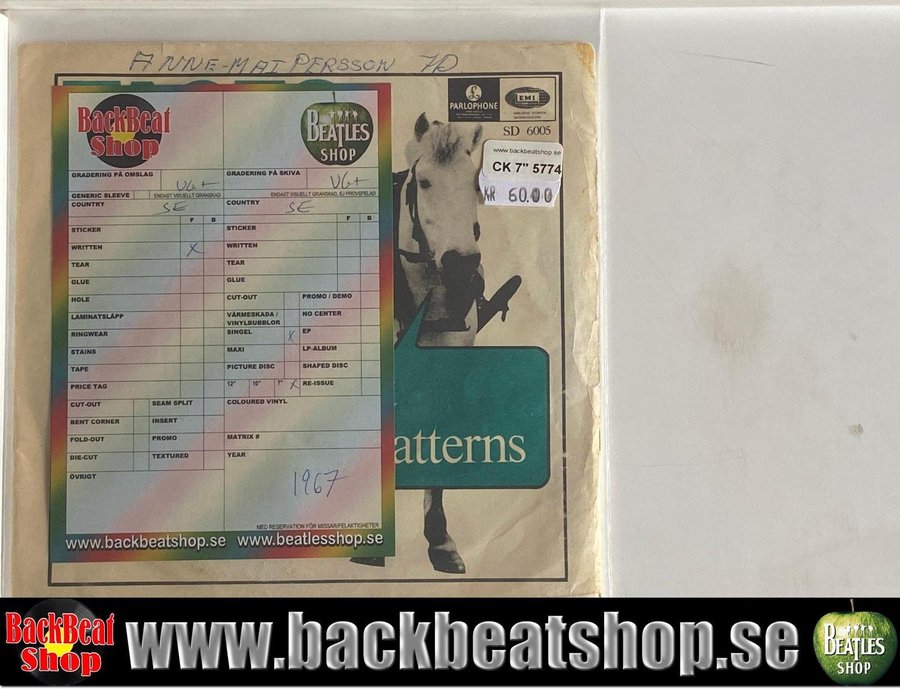 ANNE-MAI PERSSON 7D
PARLOPHONE
EMI
SD 6005
www.backbeatshop.se
CK 7" 5774
KR 60.00
BackBeat Shop
BEATLES SHOP
GRADERING PÅ OMSLAG VG+
GRADERING PÅ SKIVA VG+
GENERIC SLEEVE ENDAST VISUELLT GRANSKAD
ENDAST VISUELLT GRANSKAD, EJ PROVSPELAD
COUNTRY SE
COUNTRY SE
F B
F B
STICKER
STICKER
WRITTEN X
WRITTEN
TEAR
TEAR
GLUE
GLUE
HOLE
CUT-OUT
PROMO / DEMO
LAMINATSLÄPP
VÄRMESKADA / VINYLBUBBLOR
NO CENTER
RINGWEAR
SINGEL X
EP
STAINS
MAXI
LP-ALBUM
TAPE
PICTURE DISC
SHAPED DISC
PRICE TAG
12" 10" 7" X
RE-ISSUE
CUT-OUT
SEAM SPLIT
COLOURED VINYL
BENT CORNER
INSERT
FOLD-OUT
PROMO
MATRIX #
DIE-CUT
TEXTURED
YEAR
ÖVRIGT
1967
MED RESERVATION FÖR MISSAR/FELAKTIGHETER
www.backbeatshop.se www.beatlesshop.se
atterns
BackBeat Shop
www.backbeatshop.se
BEATLES SHOP